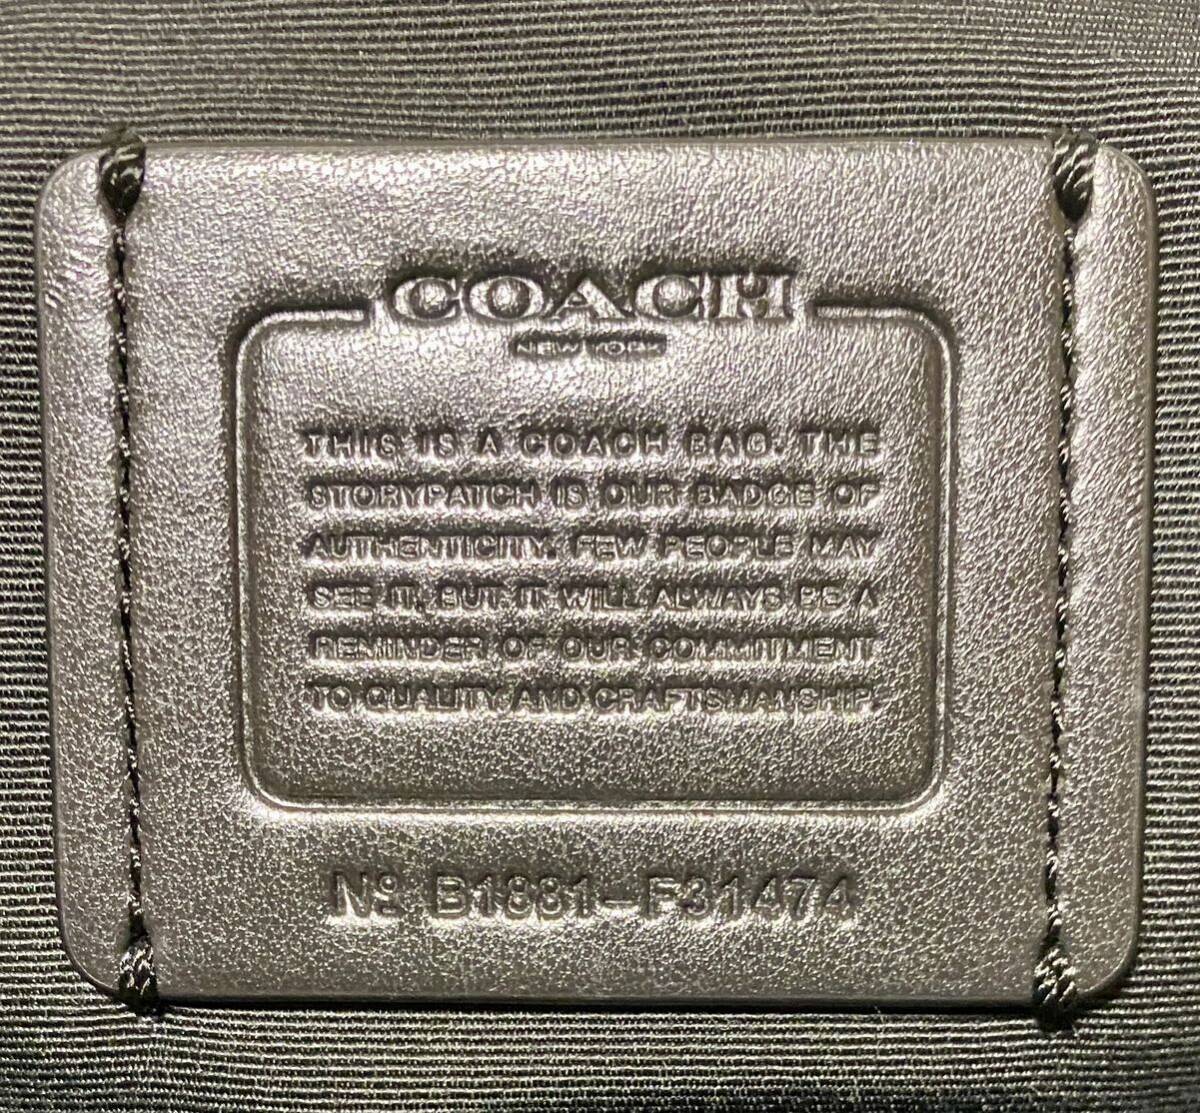 COACH
NEW YORK
THIS IS A COACH BAG. THE
STORYPATCH IS OUR BADGE OF
AUTHENTICITY. FEW PEOPLE MAY
SEE IT, BUT IT WILL ALWAYS BE A
REMINDER OF OUR COMMITMENT
TO QUALITY AND CRAFTSMANSHIP.
Nº B1881-F31474